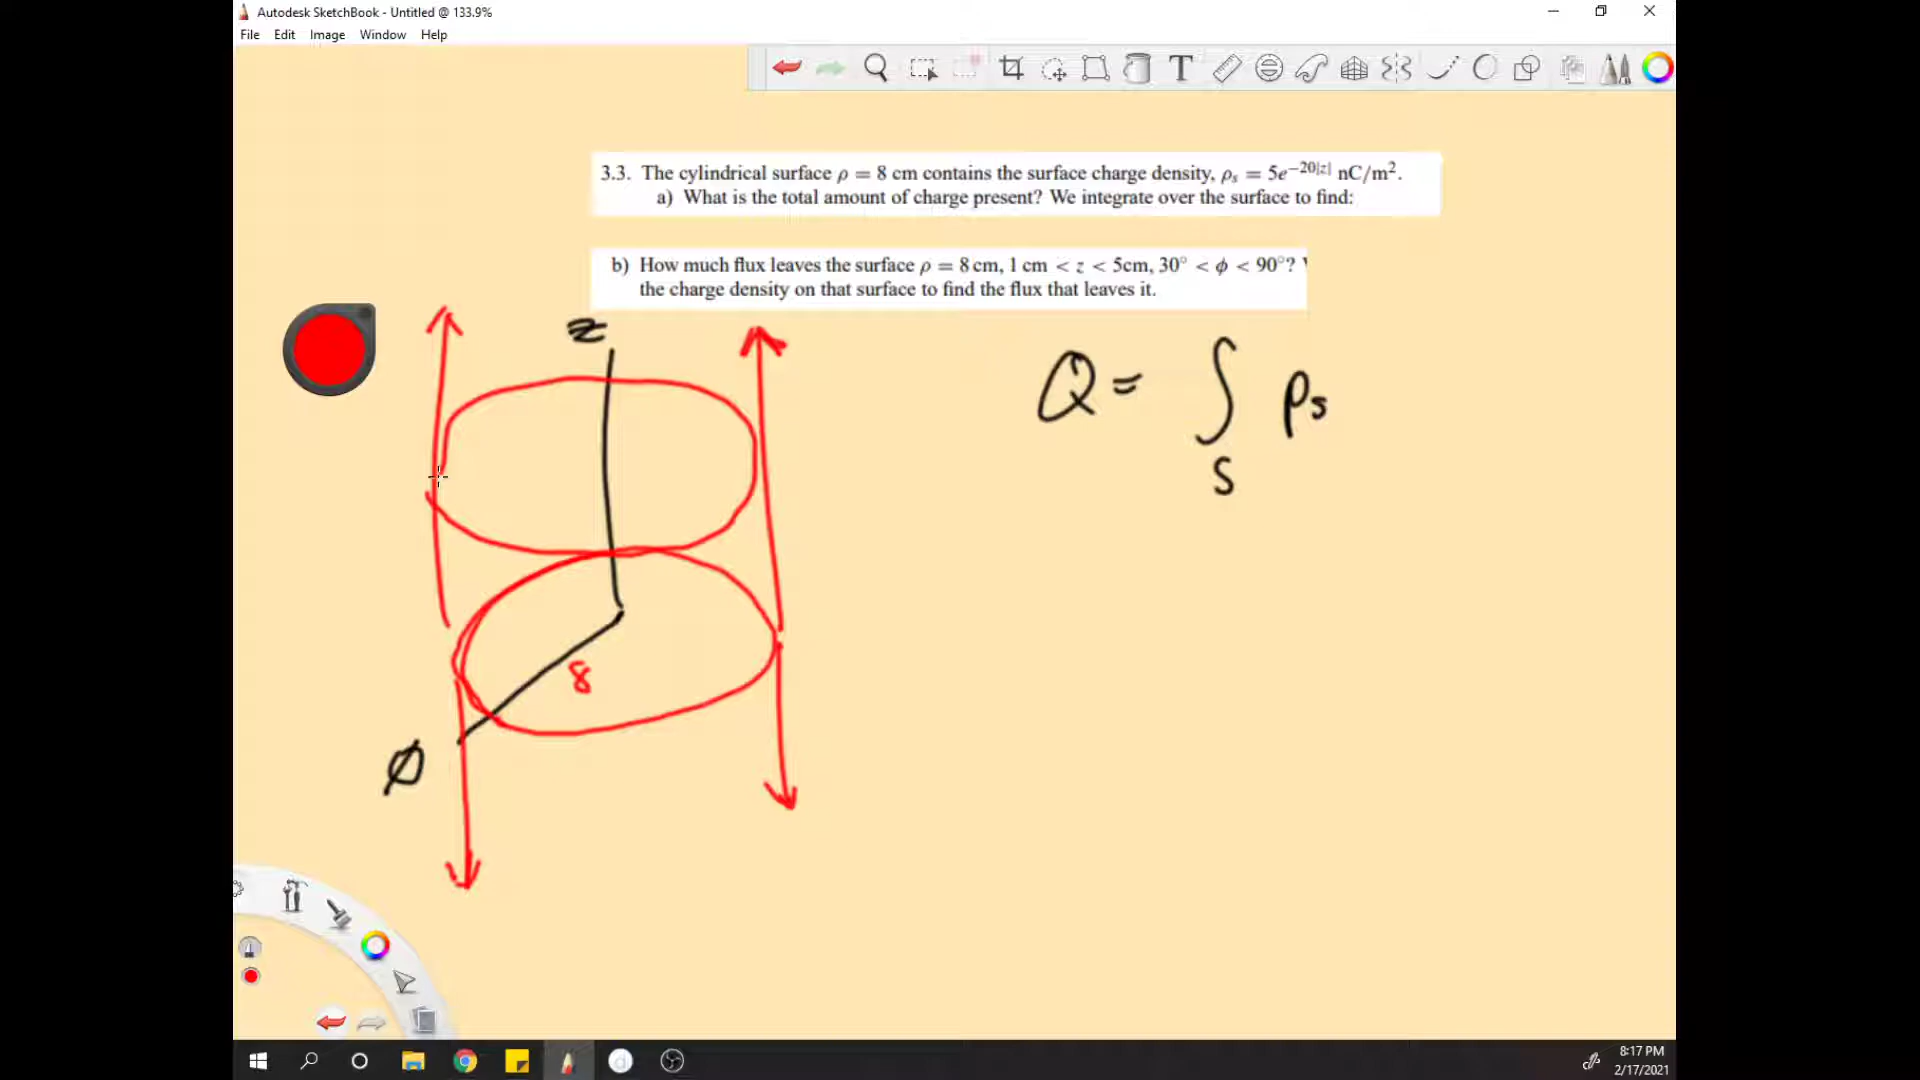 Autodesk SketchBook - Untitled @ 133.9%
File Edit Image Window Help
T
3.3. The cylindrical surface ρ = 8 cm contains the surface charge density, ρs = 5e^−20|z| nC/m².
a) What is the total amount of charge present? We integrate over the surface to find:
b) How much flux leaves the surface ρ = 8 cm, 1 cm < z < 5cm, 30° < ϕ < 90°?
the charge density on that surface to find the flux that leaves it.
z
Q = ∫ ρs
S
8
Ø
8:17 PM
2/17/2021